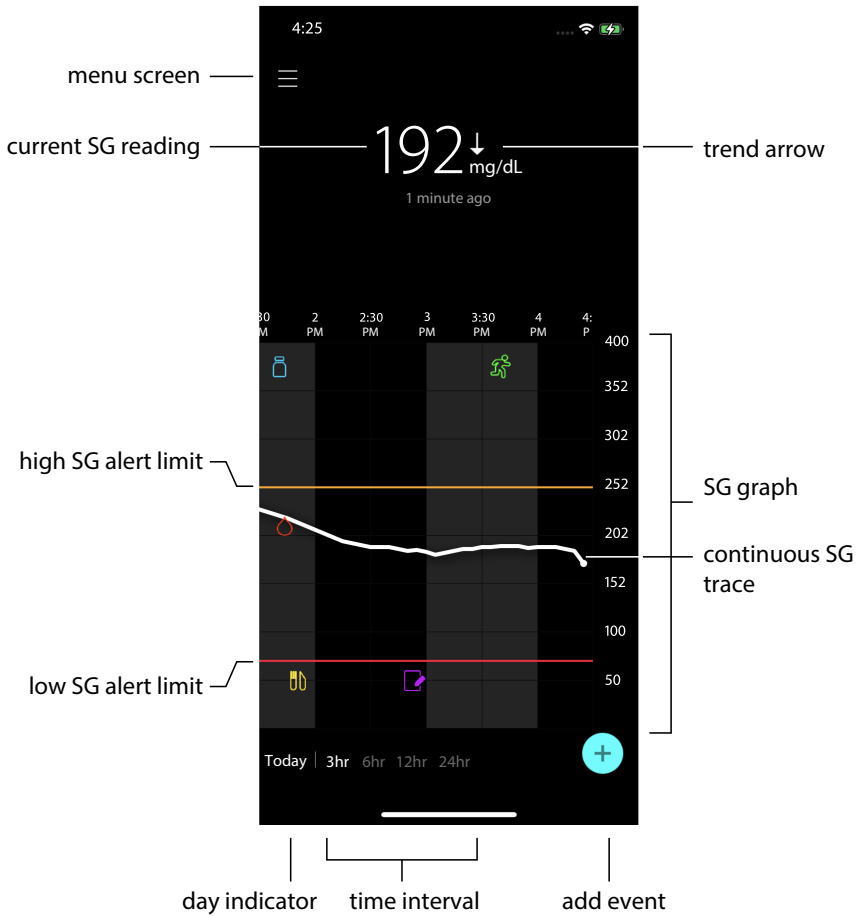 4:25
menu screen
current SG reading
192
mg/dL
trend arrow
1 minute ago
30 2 2:30 3 3:30 4 4:
M PM PM PM PM PM P
400
352
302
high SG alert limit
252
SG graph
202
continuous SG
trace
152
100
low SG alert limit
50
Today 3hr 6hr 12hr 24hr
+
day indicator time interval add event